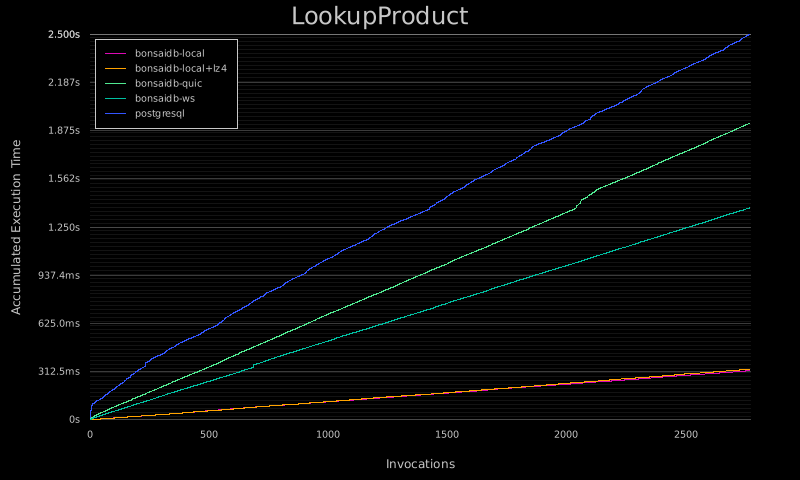 LookupProduct
2.500s
2.187s
1.875s
1.562s
1.250s
937.4ms
625.0ms
312.5ms
0s
Accumulated Execution Time
bonsaidb-local
bonsaidb-local+lz4
bonsaidb-quic
bonsaidb-ws
postgresql
0 500 1000 1500 2000 2500
Invocations